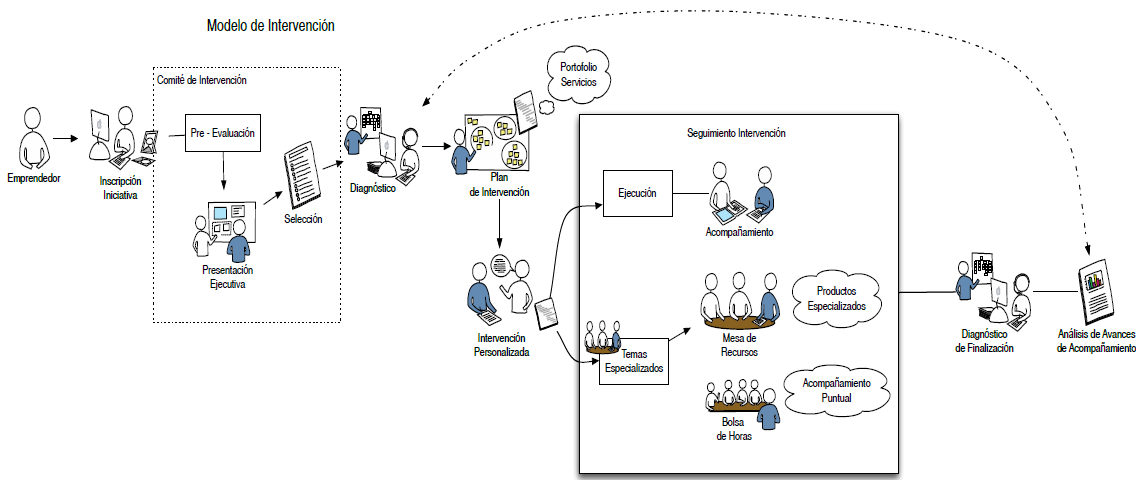 Modelo de Intervención
Comité de Intervención
Emprendedor
Inscripción
Iniciativa
Pre - Evaluación
Presentación
Ejecutiva
Selección
Diagnóstico
Portofolio
Servicios
Plan
de Intervención
Intervención
Personalizada
Seguimiento Intervención
Ejecución
Acompañamiento
Temas
Especializados
Mesa de
Recursos
Productos
Especializados
Bolsa
de Horas
Acompañamiento
Puntual
Diagnóstico
de Finalización
Análisis de Avances
de Acompañamiento